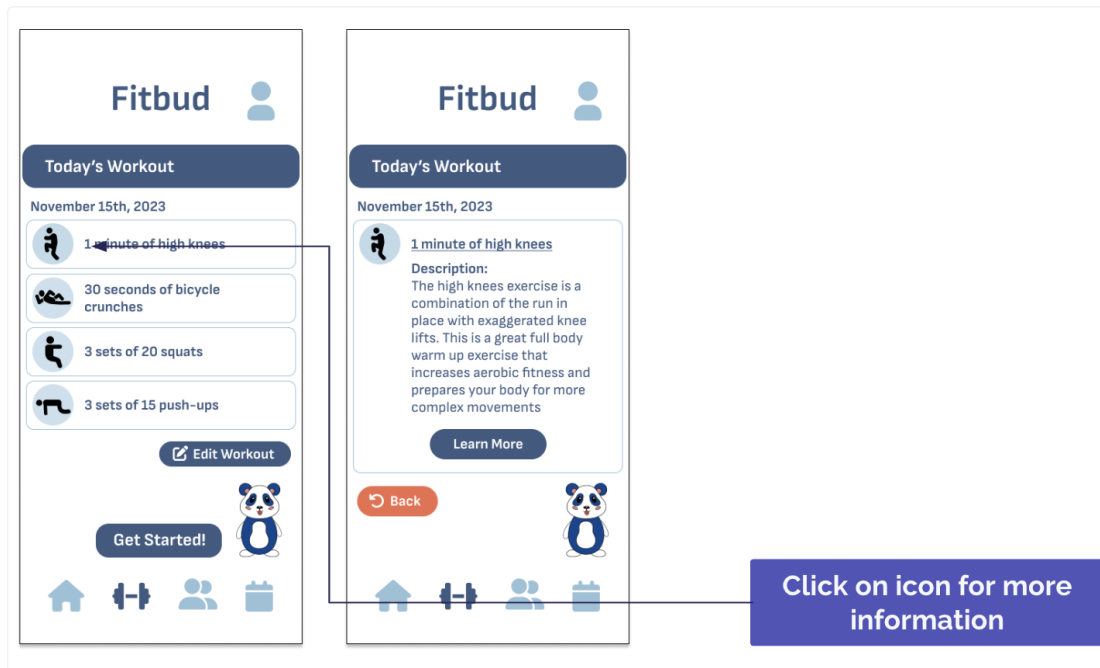 Fitbud
Today's Workout
November 15th, 2023
1 minute of high knees
30 seconds of bicycle
crunches
3 sets of 20 squats
3 sets of 15 push-ups
Edit Workout
Get Started!
Fitbud
Today's Workout
November 15th, 2023
1 minute of high knees
Description:
The high knees exercise is a
combination of the run in
place with exaggerated knee
lifts. This is a great full body
warm up exercise that
increases aerobic fitness and
prepares your body for more
complex movements
Learn More
Back
Click on icon for more
information